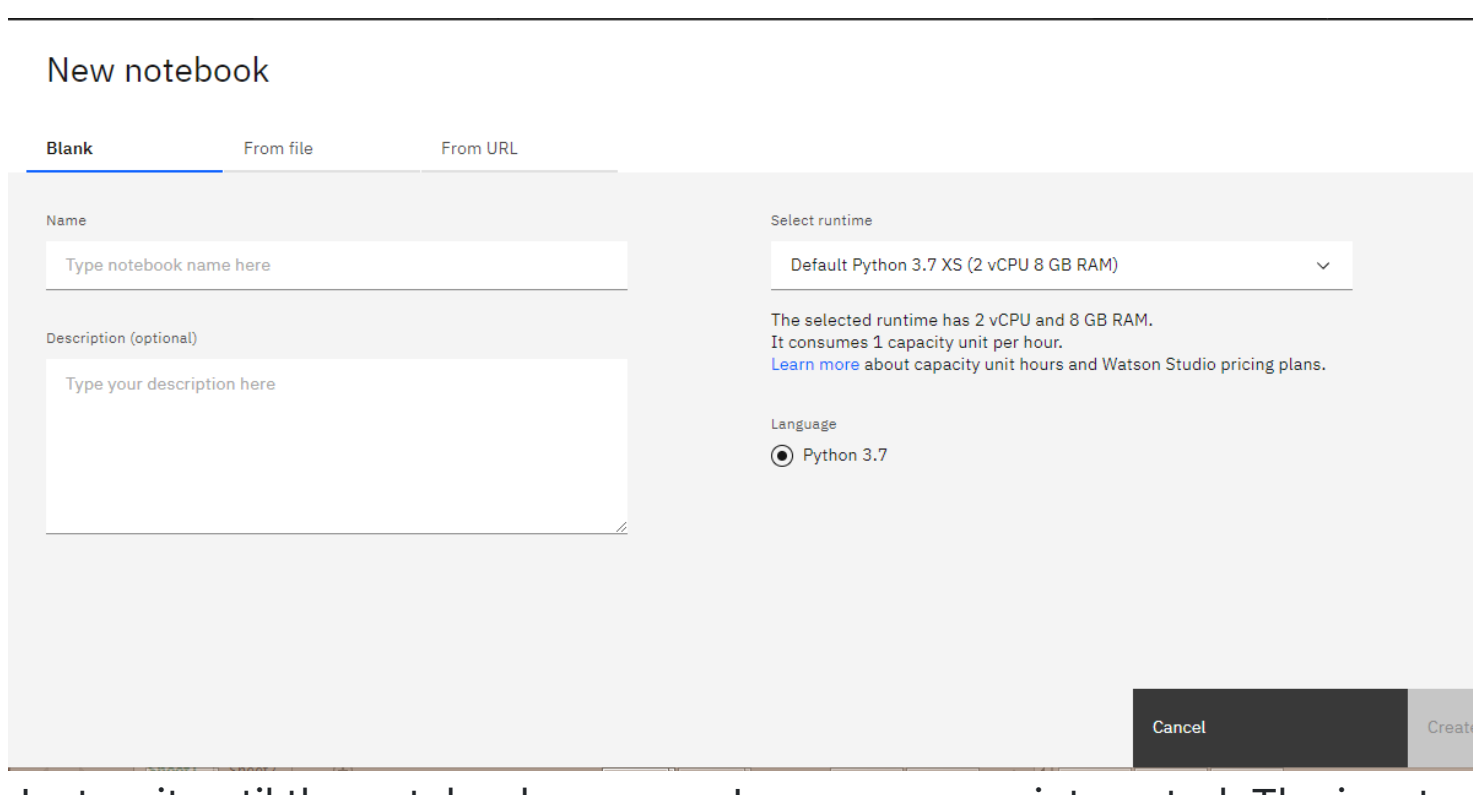 New notebook
Blank From file From URL
Name
Type notebook name here
Description (optional)
Type your description here
Select runtime
Default Python 3.7 XS (2 vCPU 8 GB RAM)
The selected runtime has 2 vCPU and 8 GB RAM.
It consumes 1 capacity unit per hour.
Learn more about capacity unit hours and Watson Studio pricing plans.
Language
Python 3.7
Cancel Create